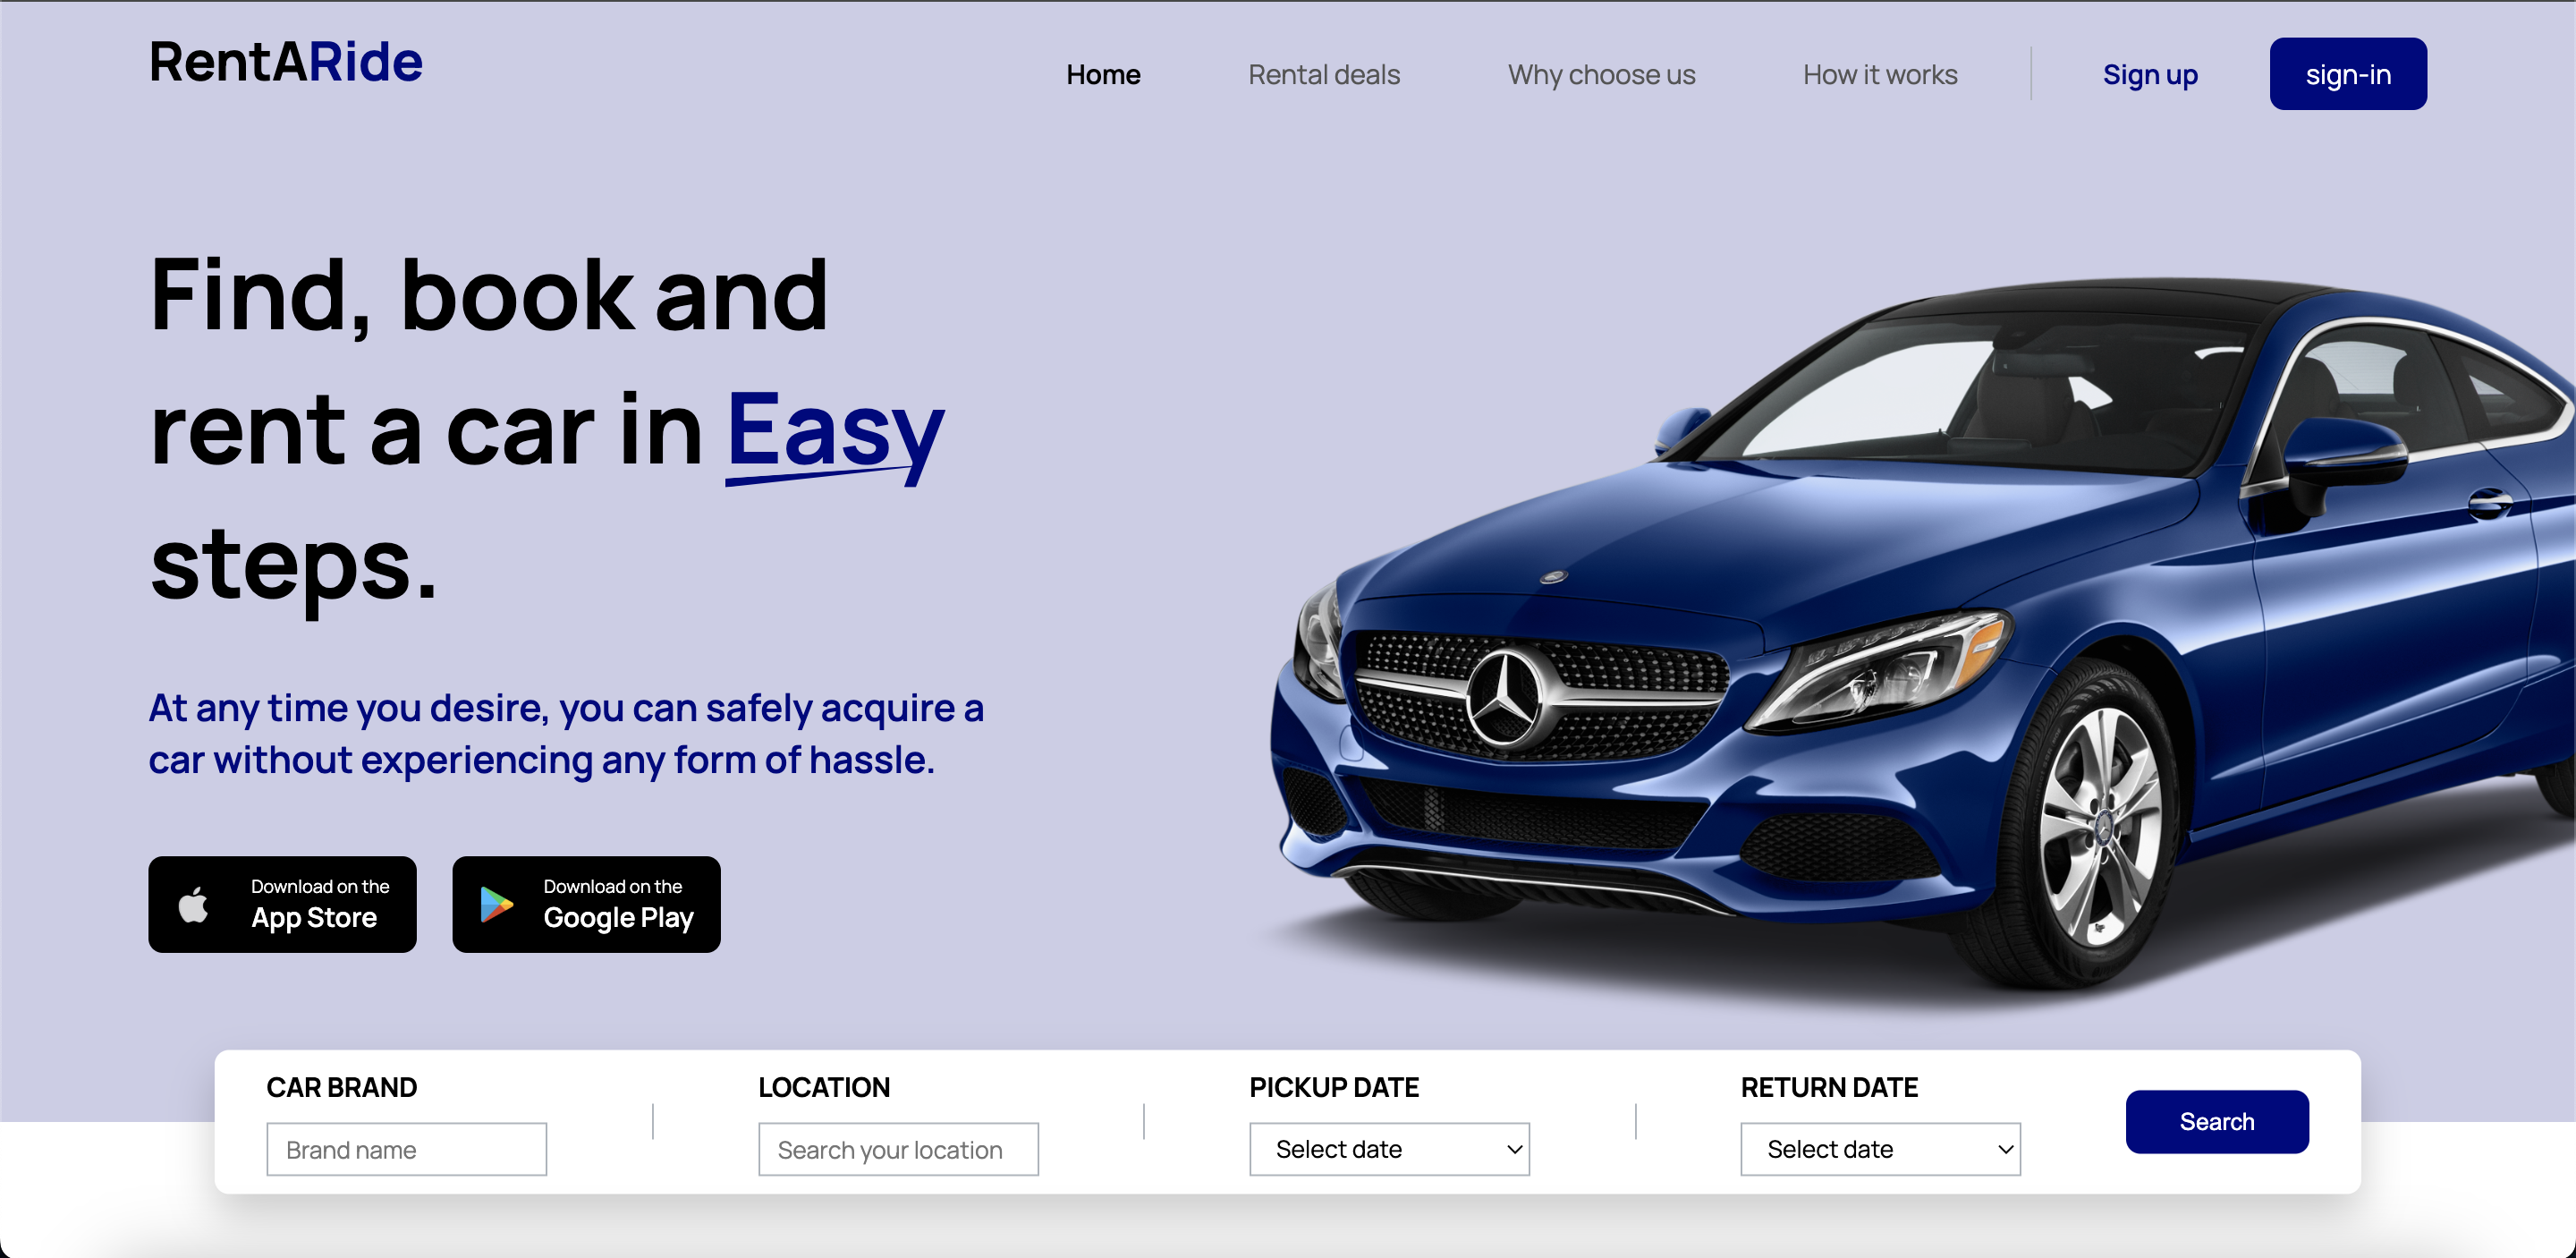 RentARide
Home
Rental deals
Why choose us
How it works
Sign up
sign-in
Find, book and
rent a car in Easy
steps.
At any time you desire, you can safely acquire a
car without experiencing any form of hassle.
Download on the
App Store
Download on the
Google Play
CAR BRAND
Brand name
LOCATION
Search your location
PICKUP DATE
Select date
RETURN DATE
Select date
Search